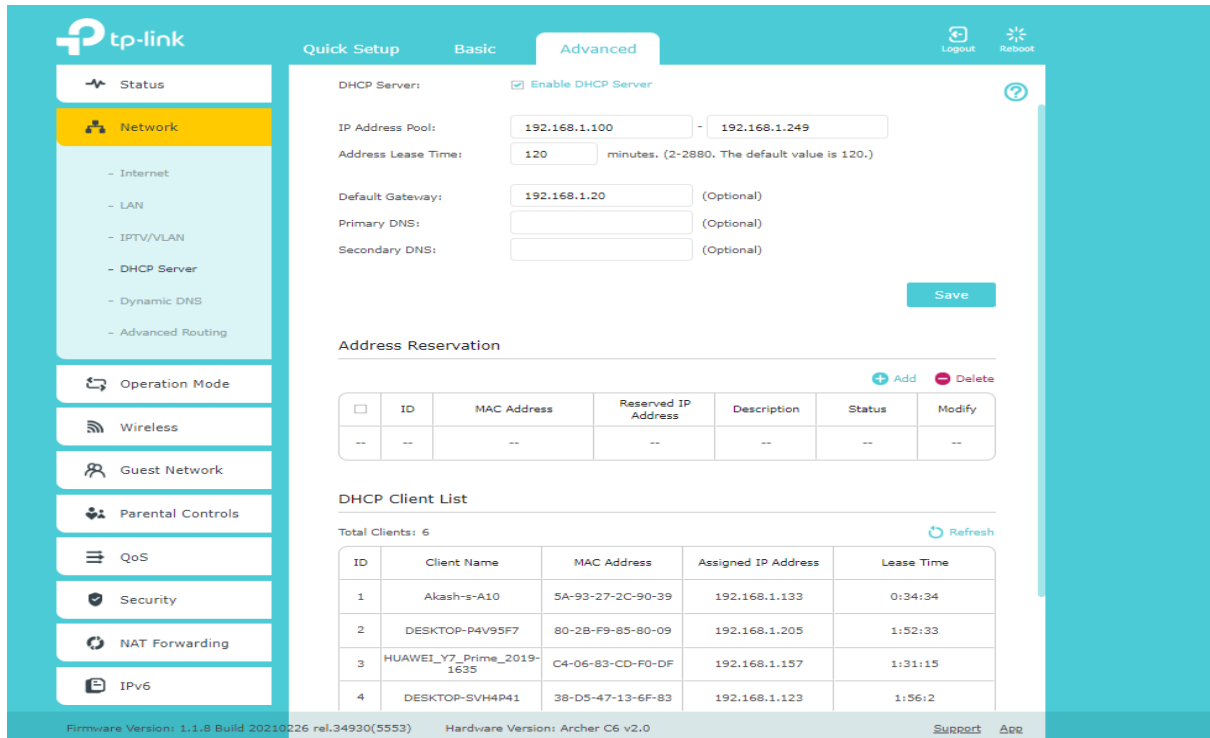 tp-link
Quick Setup Basic Advanced Logout Reboot
Status
Network
- Internet
- LAN
- IPTV/VLAN
- DHCP Server
- Dynamic DNS
- Advanced Routing
Operation Mode
Wireless
Guest Network
Parental Controls
QoS
Security
NAT Forwarding
IPv6
DHCP Server: Enable DHCP Server
IP Address Pool: 192.168.1.100 - 192.168.1.249
Address Lease Time: 120 minutes. (2-2880. The default value is 120.)
Default Gateway: 192.168.1.20 (Optional)
Primary DNS: (Optional)
Secondary DNS: (Optional)
Save
Address Reservation
Add Delete
ID MAC Address Reserved IP Address Description Status Modify
-- -- -- -- -- -- --
DHCP Client List
Total Clients: 6 Refresh
ID Client Name MAC Address Assigned IP Address Lease Time
1 Akash-s-A10 5A-93-27-2C-90-39 192.168.1.133 0:34:34
2 DESKTOP-P4V95F7 80-2B-F9-85-80-09 192.168.1.205 1:52:33
3 HUAWEI_Y7_Prime_2019-1635 C4-06-83-CD-F0-DF 192.168.1.157 1:31:15
4 DESKTOP-SVH4P41 38-D5-47-13-6F-83 192.168.1.123 1:56:2
Firmware Version: 1.1.8 Build 20210226 rel.34930(5553) Hardware Version: Archer C6 v2.0 Support App